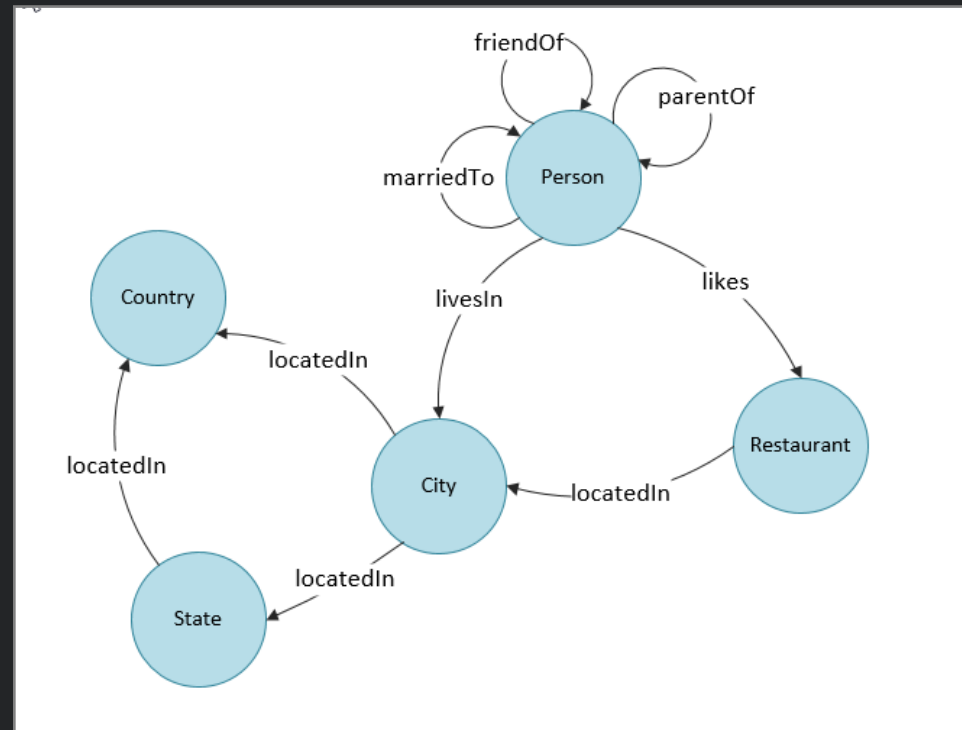 friendOf
parentOf
marriedTo
Person
likes
livesIn
Country
locatedIn
Restaurant
locatedIn
City
locatedIn
locatedIn
State